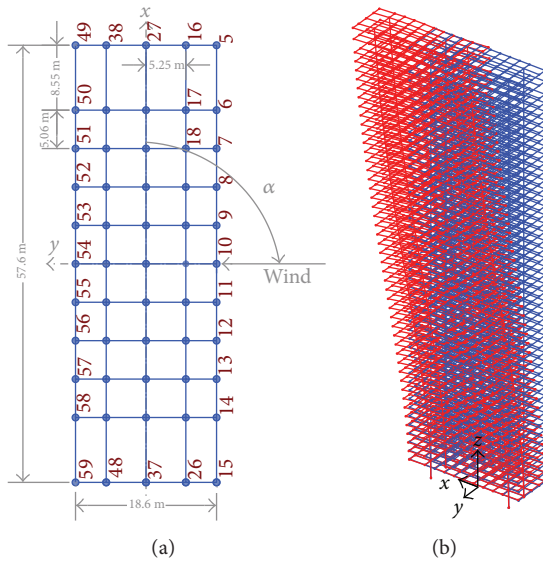 x
49 38 27 16 5
8.55 m
5.25 m
50 17 6
5.06 m
51 18 7
α
52 8
53 9
y 54 10
Wind
57.6 m
55 11
56 12
57 13
58 14
59 48 37 26 15
18.6 m
(a)
z
x
y
(b)